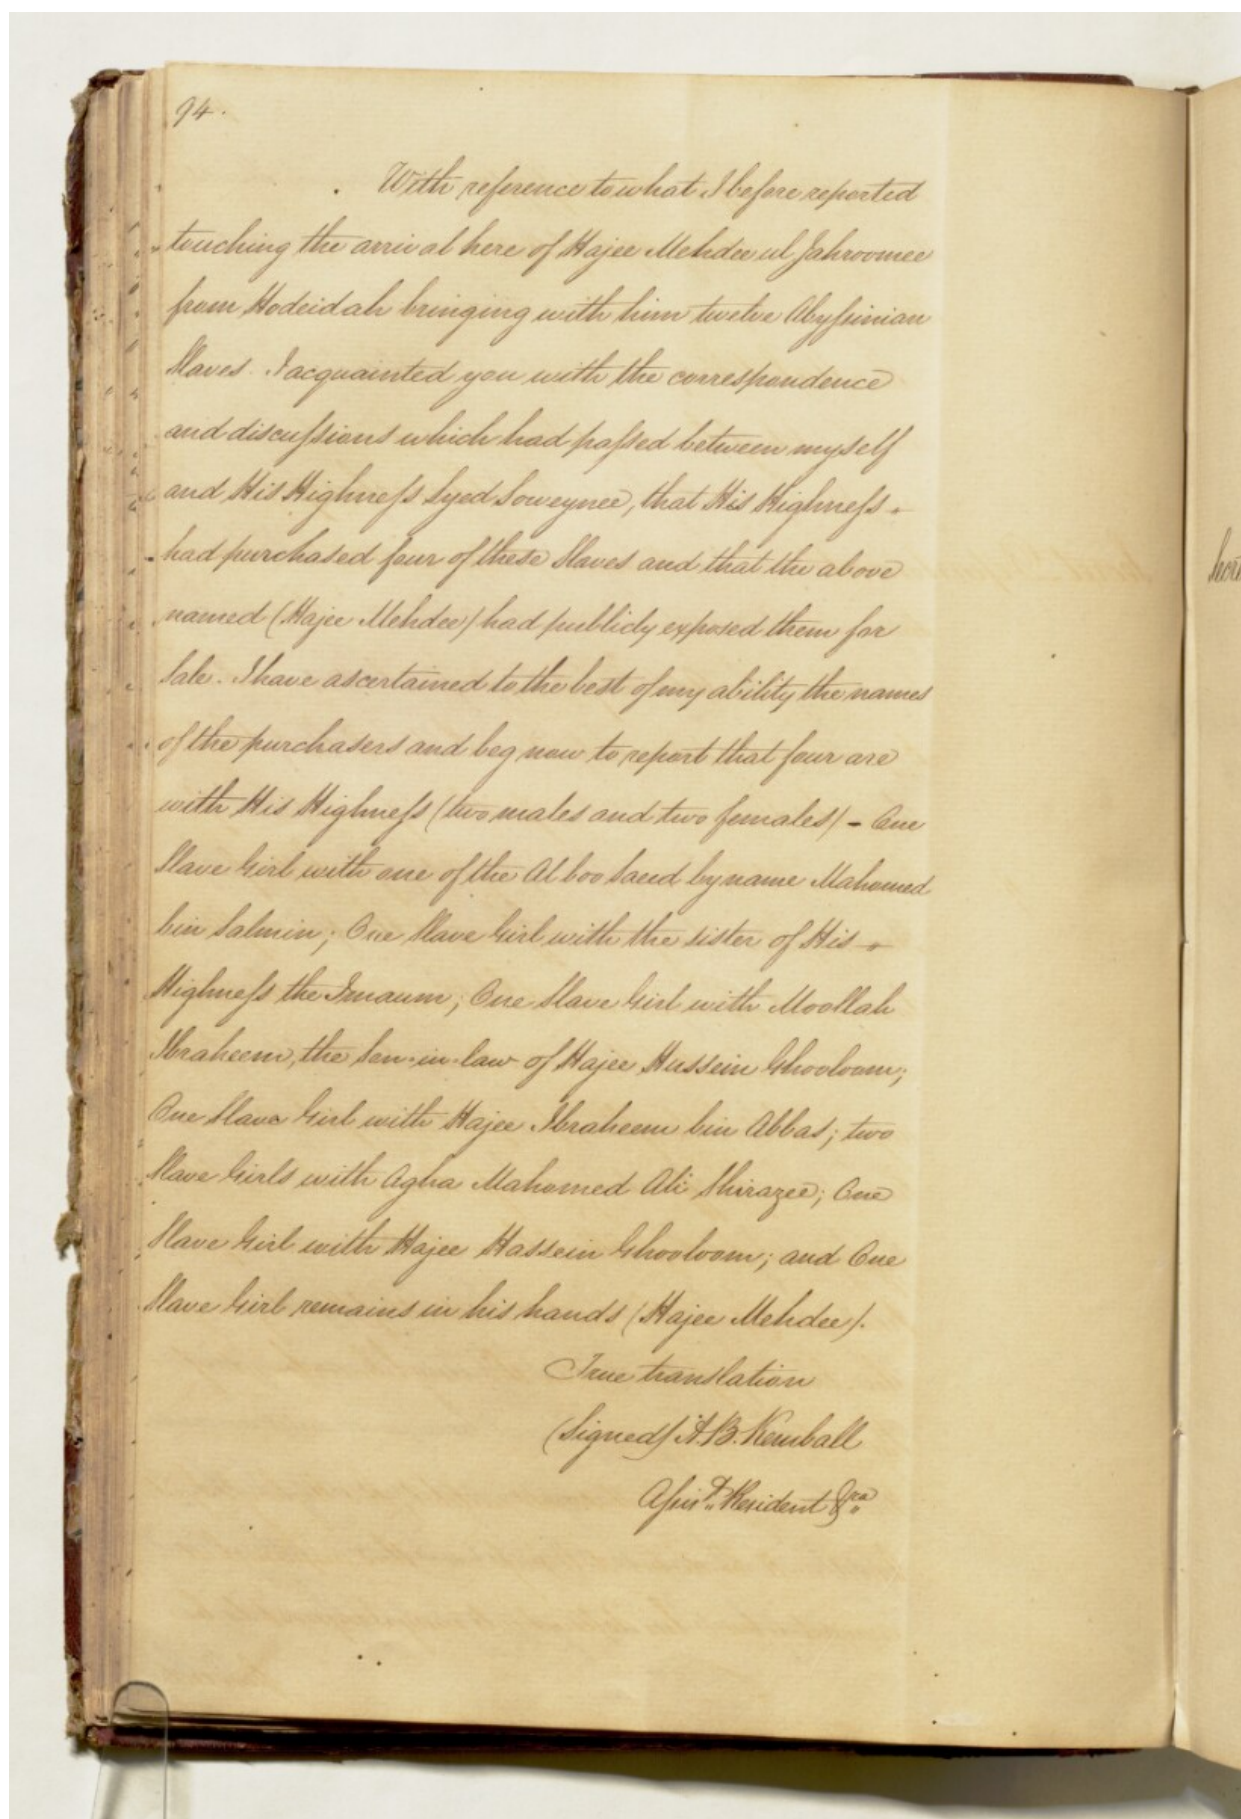 94.
With reference to what I before reported
touching the arrival here of Hajee Mehdee ul Jahroomee
from Hodeidah bringing with him twelve Abyſsinian
Slaves. I acquainted you with the correspondence
and discuſsions which had paſsed between myself
and His Highneſs Syed Soweynee, that His Highneſs
had purchased four of these Slaves and that the above
named (Hajee Mehdee) had publicly exposed them for
Sale. I have ascertained to the best of my ability the names
of the purchasers and beg now to report that four are
with His Highneſs (two males and two females) - One
Slave Girl with one of the Al boo Saeed by name Mahomed
bin Salmin; One Slave Girl with the sister of His
Highneſs the Imaum; One Slave Girl with Moollah
Ibraheem, the Son-in-law of Hajee Hussein Ghooloom;
One Slave Girl with Hajee Ibraheem bin Abbas; two
Slave Girls with Agha Mahomed Ali Shirazee; One
Slave Girl with Hajee Hassein Ghooloom; and One
Slave Girl remains in his hands (Hajee Mehdee).
True translation
(Signed) A. B. Kemball
Aſsist. Resident &ca